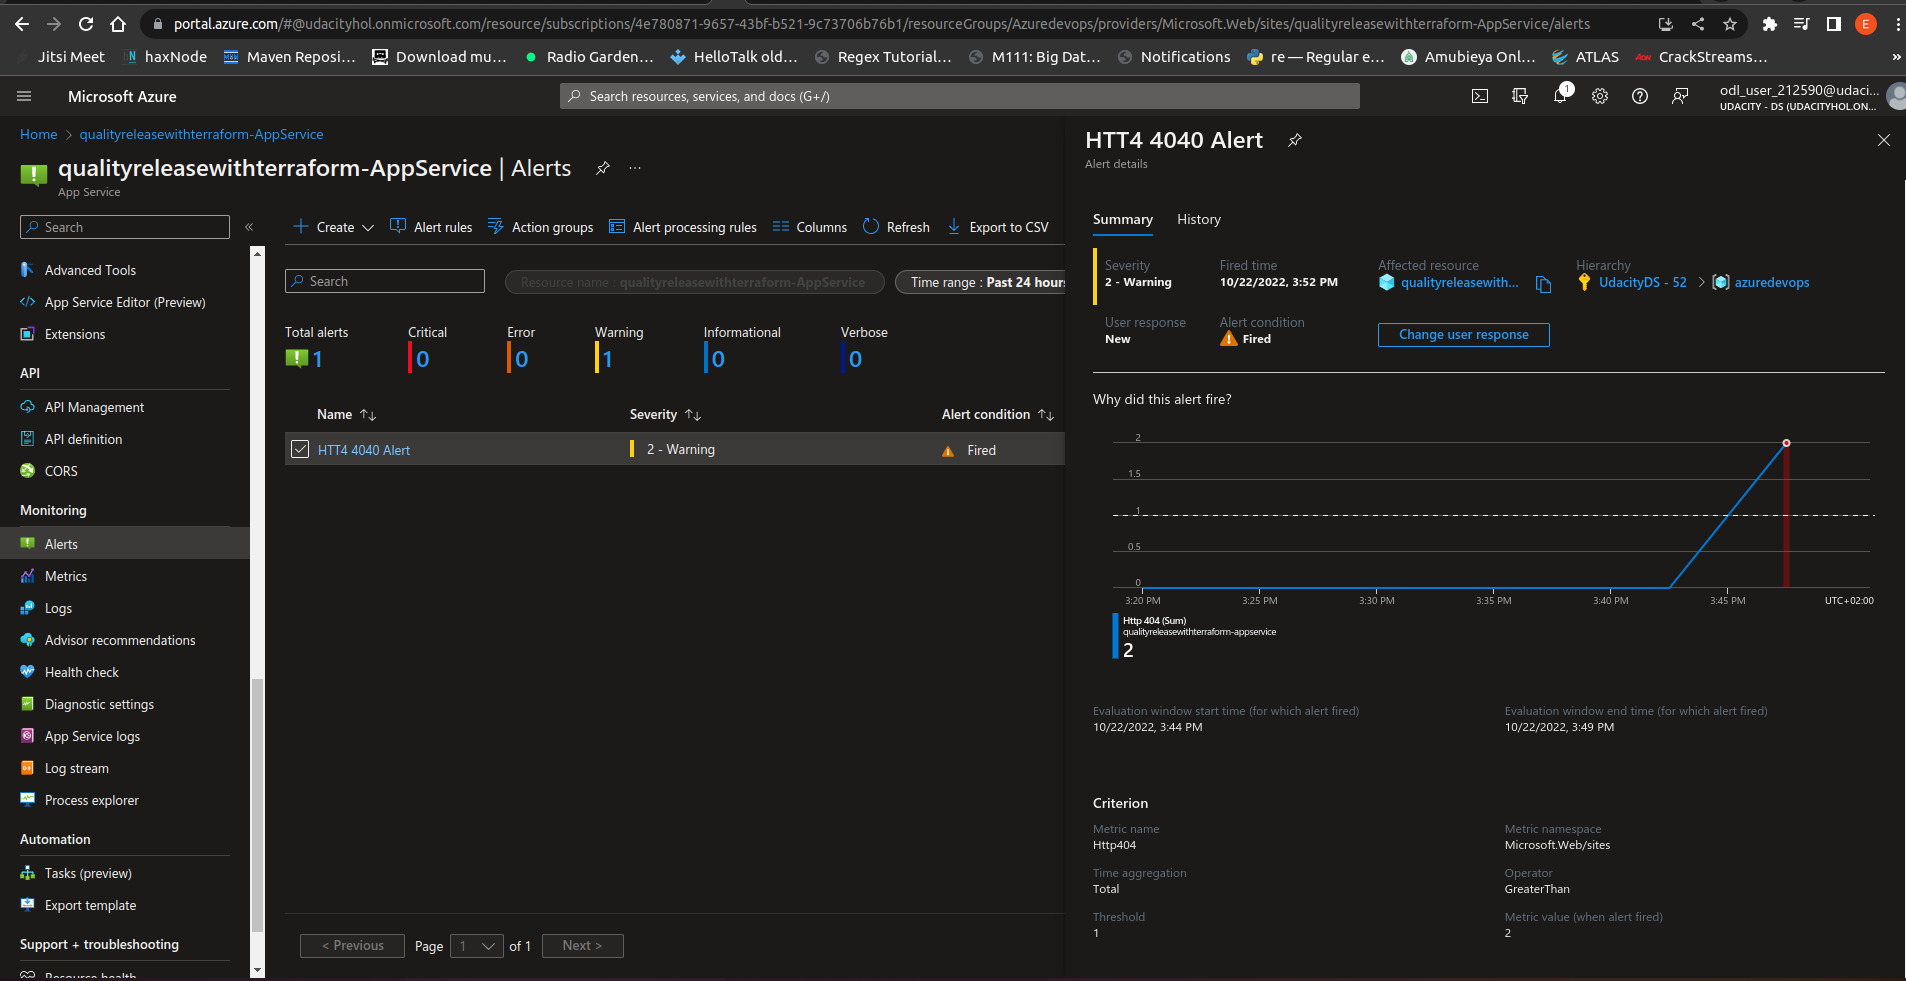 portal.azure.com/#@udacityhol.onmicrosoft.com/resource/subscriptions/4e780871-9657-43bf-b521-9c73706b76b1/resourceGroups/Azuredevops/providers/Microsoft.Web/sites/qualityreleasewithterraform-AppService/alerts
E
Jitsi Meet
haxNode
Maven Reposi...
Download mu...
Radio Garden...
HelloTalk old...
Regex Tutorial...
M111: Big Dat...
Notifications
re — Regular e...
Amubieya Onl...
ATLAS
CrackStreams...
»
Microsoft Azure
Search resources, services, and docs (G+/)
1
odl_user_212590@udaci...
UDACITY - DS (UDACITYHOL.ON...
Home > qualityreleasewithterraform-AppService
qualityreleasewithterraform-AppService | Alerts
...
App Service
Search
«
Advanced Tools
App Service Editor (Preview)
Extensions
API
API Management
API definition
CORS
Monitoring
Alerts
Metrics
Logs
Advisor recommendations
Health check
Diagnostic settings
App Service logs
Log stream
Process explorer
Automation
Tasks (preview)
Export template
Support + troubleshooting
Resource health
Create
Alert rules
Action groups
Alert processing rules
Columns
Refresh
Export to CSV
Search
Resource name : qualityreleasewithterraform-AppService
Time range : Past 24 hours
Total alerts
1
Critical
0
Error
0
Warning
1
Informational
0
Verbose
0
Name
Severity
Alert condition
HTT4 4040 Alert
2 - Warning
Fired
< Previous
Page
1
of 1
Next >
HTT4 4040 Alert
Alert details
Summary
History
Severity
2 - Warning
Fired time
10/22/2022, 3:52 PM
Affected resource
qualityreleasewith...
Hierarchy
UdacityDS - 52 > azuredevops
User response
New
Alert condition
Fired
Change user response
Why did this alert fire?
2
1.5
1
0.5
0
3:20 PM
3:25 PM
3:30 PM
3:35 PM
3:40 PM
3:45 PM
UTC+02:00
Http 404 (Sum)
qualityreleasewithterraform-appservice
2
Evaluation window start time (for which alert fired)
10/22/2022, 3:44 PM
Evaluation window end time (for which alert fired)
10/22/2022, 3:49 PM
Criterion
Metric name
Http404
Metric namespace
Microsoft.Web/sites
Time aggregation
Total
Operator
GreaterThan
Threshold
1
Metric value (when alert fired)
2